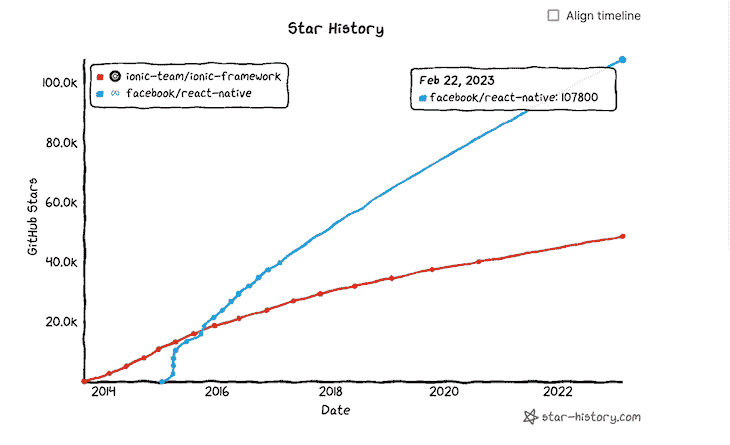 Align timeline
Star History
ionic-team/ionic-framework
facebook/react-native
Feb 22, 2023
facebook/react-native: 107800
100.0k
80.0k
60.0k
40.0k
20.0k
GitHub Stars
2014
2016
2018
2020
2022
Date
star-history.com